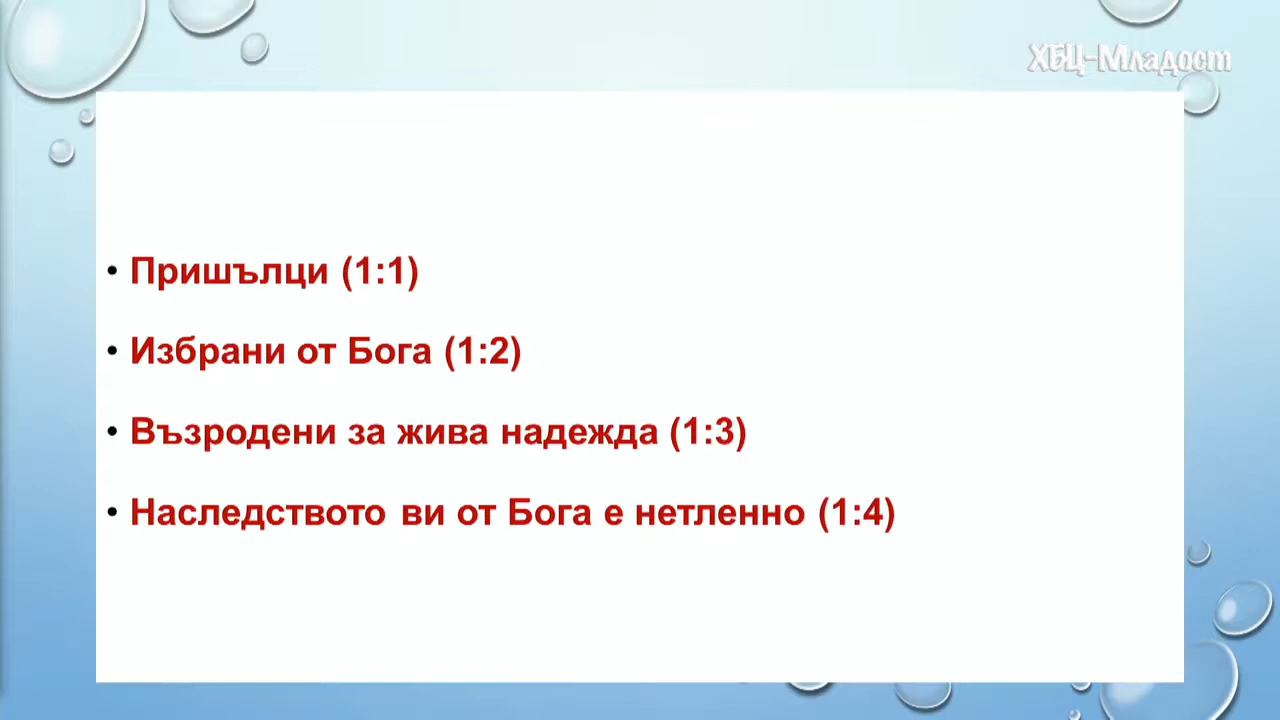 ХБЦ-Младост
• Пришълци (1:1)
• Избрани от Бога (1:2)
• Възродени за жива надежда (1:3)
• Наследството ви от Бога е нетленно (1:4)